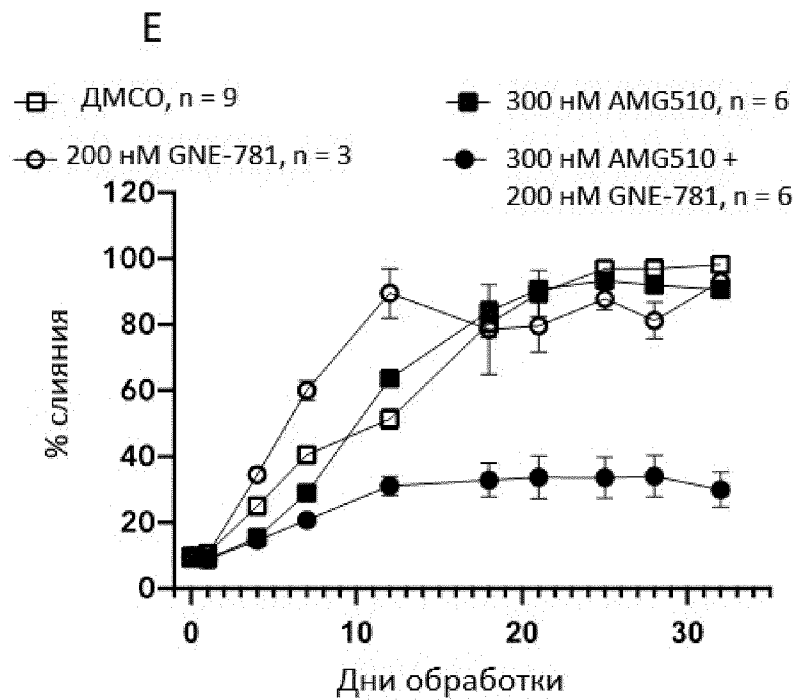 E
ДМСО, n = 9
300 нМ AMG510, n = 6
200 нМ GNE-781, n = 3
300 нМ AMG510 +
200 нМ GNE-781, n = 6
120
100
80
60
40
20
0
% слияния
0 10 20 30
Дни обработки